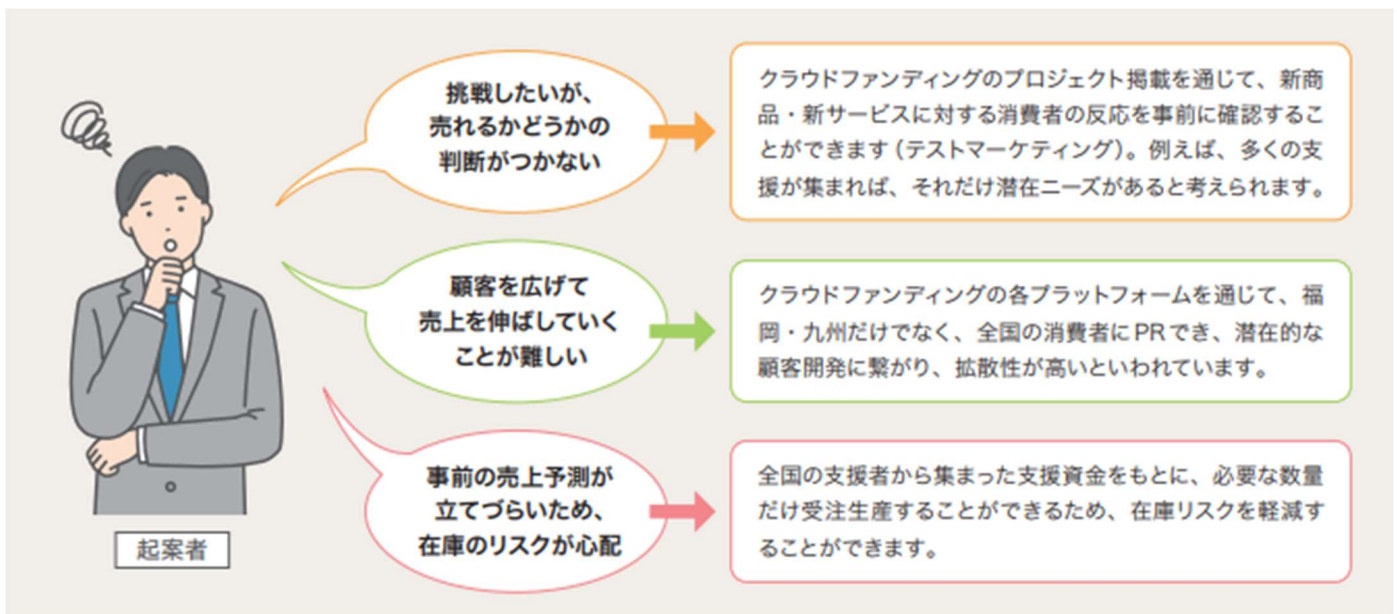 挑戦したいが、
売れるかどうかの
判断がつかない
クラウドファンディングのプロジェクト掲載を通じて、新商
品・新サービスに対する消費者の反応を事前に確認するこ
とができます（テストマーケティング）。例えば、多くの支
援が集まれば、それだけ潜在ニーズがあると考えられます。
顧客を広げて
売上を伸ばしていく
ことが難しい
クラウドファンディングの各プラットフォームを通じて、福
岡・九州だけでなく、全国の消費者にPRでき、潜在的な
顧客開発に繋がり、拡散性が高いといわれています。
事前の売上予測が
立てづらいため、
在庫のリスクが心配
全国の支援者から集まった支援資金をもとに、必要な数量
だけ受注生産することができるため、在庫リスクを軽減す
ることができます。
起案者